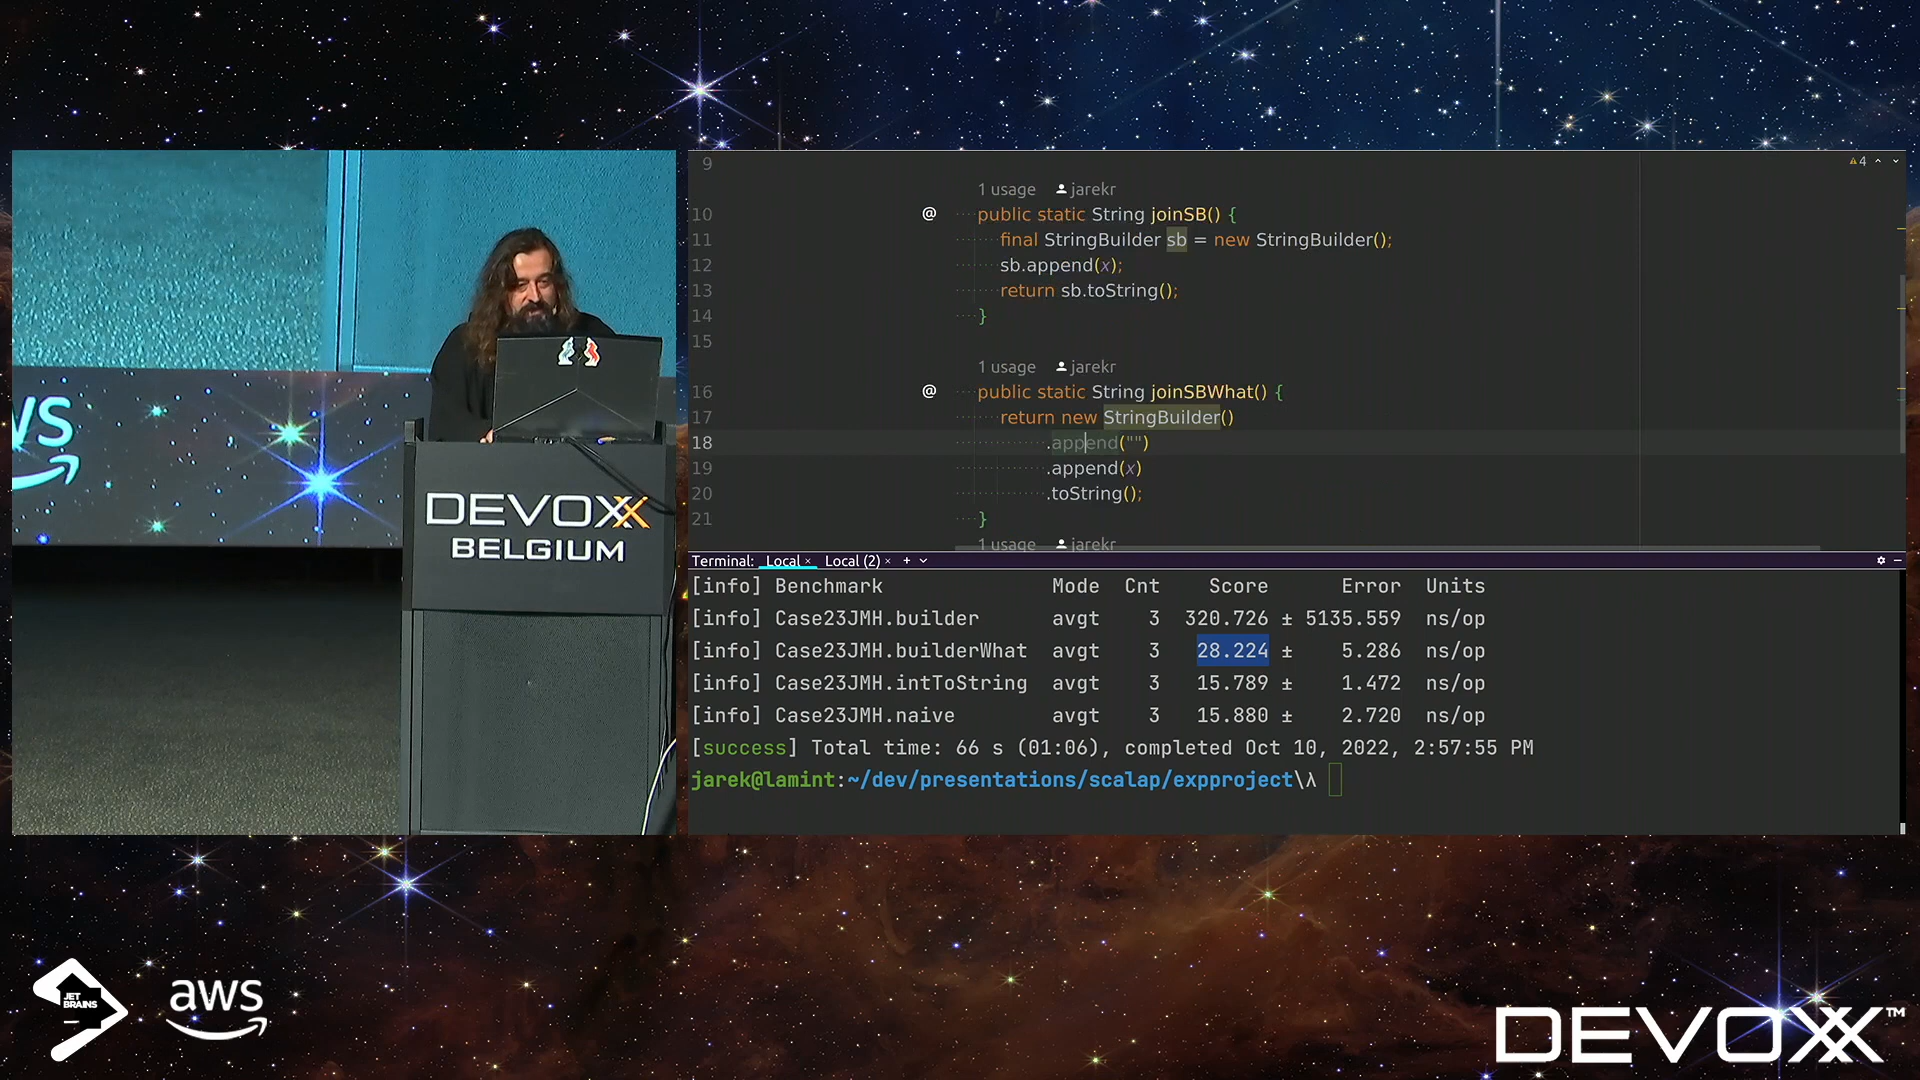 WS
DEVOXX
BELGIUM
9
4
1 usage jarekr
10 @ public static String joinSB() {
11 final StringBuilder sb = new StringBuilder();
12 sb.append(x);
13 return sb.toString();
14 }
15
1 usage jarekr
16 @ public static String joinSBWhat() {
17 return new StringBuilder()
18 .append("")
19 .append(x)
20 .toString();
21 }
1 usage jarekr
Terminal: Local × Local (2) × +
[info] Benchmark Mode Cnt Score Error Units
[info] Case23JMH.builder avgt 3 320.726 ± 5135.559 ns/op
[info] Case23JMH.builderWhat avgt 3 28.224 ± 5.286 ns/op
[info] Case23JMH.intToString avgt 3 15.789 ± 1.472 ns/op
[info] Case23JMH.naive avgt 3 15.880 ± 2.720 ns/op
[success] Total time: 66 s (01:06), completed Oct 10, 2022, 2:57:55 PM
jarek@lamint:~/dev/presentations/scalap/expproject\λ
JET
BRAINS
aws
DEVOXX™